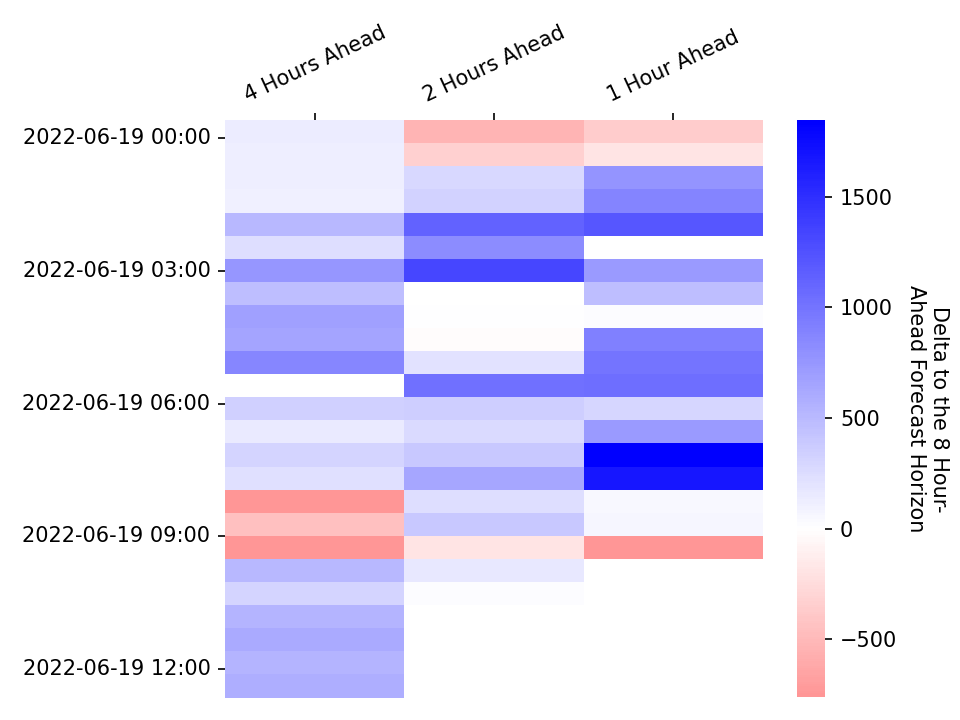 4 Hours Ahead
2 Hours Ahead
1 Hour Ahead
2022-06-19 00:00
2022-06-19 03:00
2022-06-19 06:00
2022-06-19 09:00
2022-06-19 12:00
1500
1000
500
0
−500
Delta to the 8 Hour-
Ahead Forecast Horizon